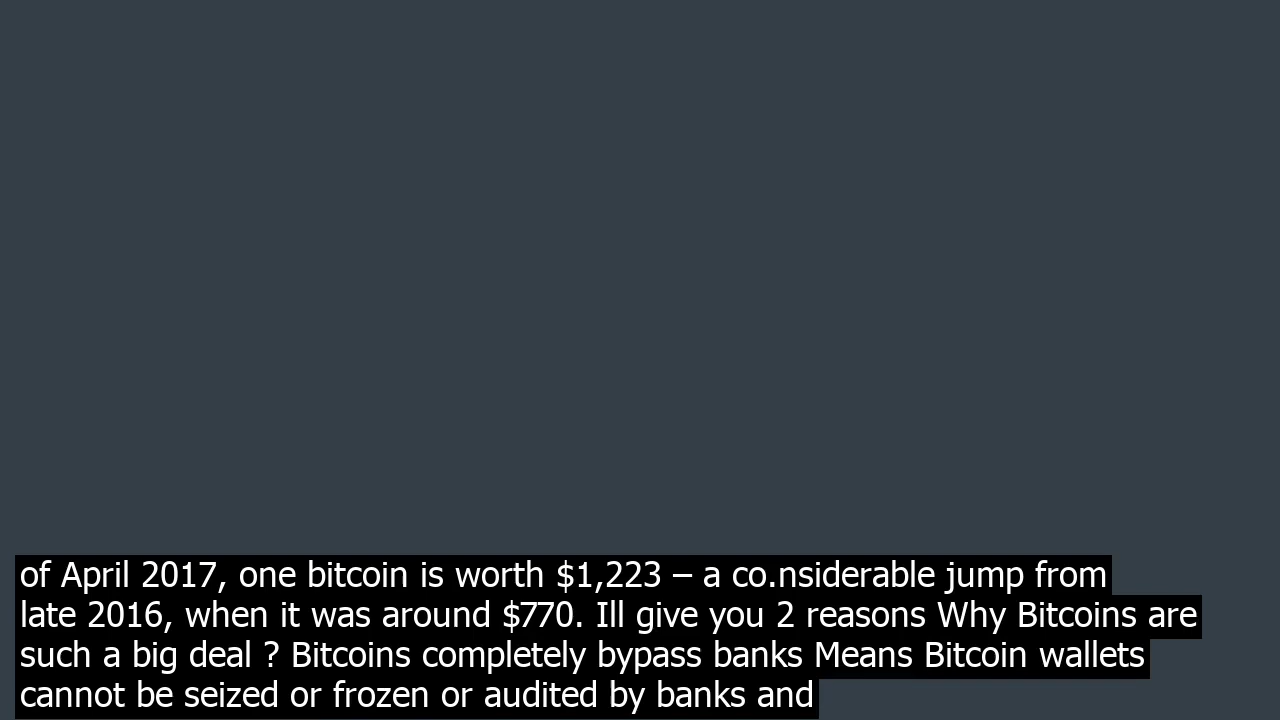 of April 2017, one bitcoin is worth $1,223 – a co.nsiderable jump from
late 2016, when it was around $770. Ill give you 2 reasons Why Bitcoins are
such a big deal ? Bitcoins completely bypass banks Means Bitcoin wallets
cannot be seized or frozen or audited by banks and